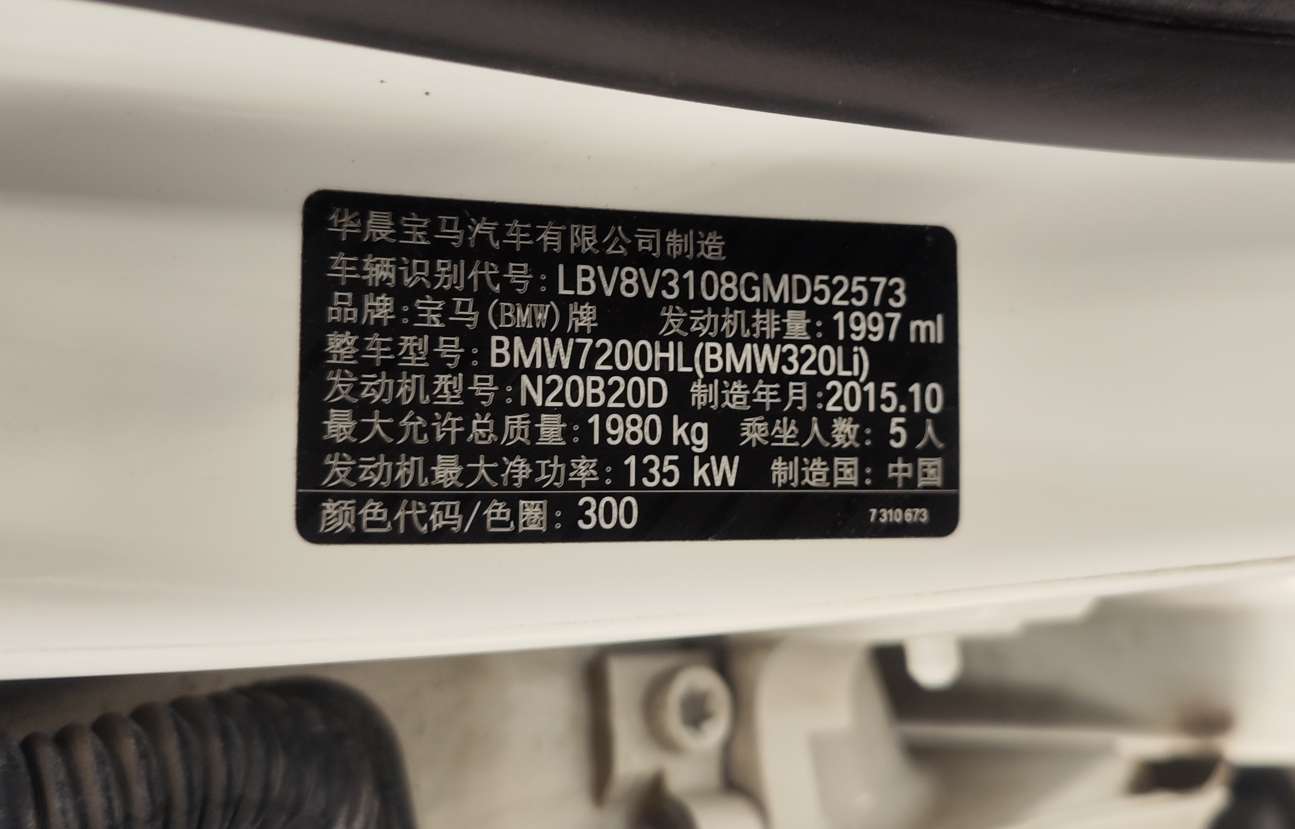 华晨宝马汽车有限公司制造
车辆识别代号: LBV8V3108GMD52573
品牌:宝马(BMW)牌 发动机排量: 1997 ml
整车型号: BMW7200HL(BMW320Li)
发动机型号: N20B20D 制造年月:2015.10
最大允许总质量: 1980 kg 乘坐人数: 5 人
发动机最大净功率: 135 kW 制造国: 中国
颜色代码/色圈: 300 7 310 673